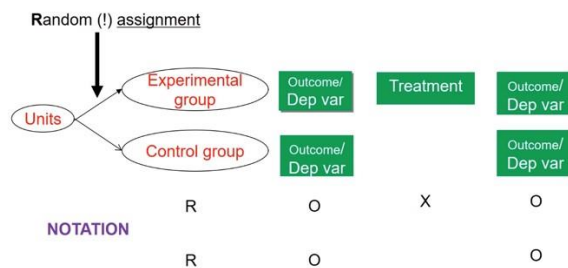 Random (!) assignment
Experimental
group
Outcome/
Dep var
Treatment
Outcome/
Dep var
Units
Control group
Outcome/
Dep var
Outcome/
Dep var
R O X O
NOTATION
R O O